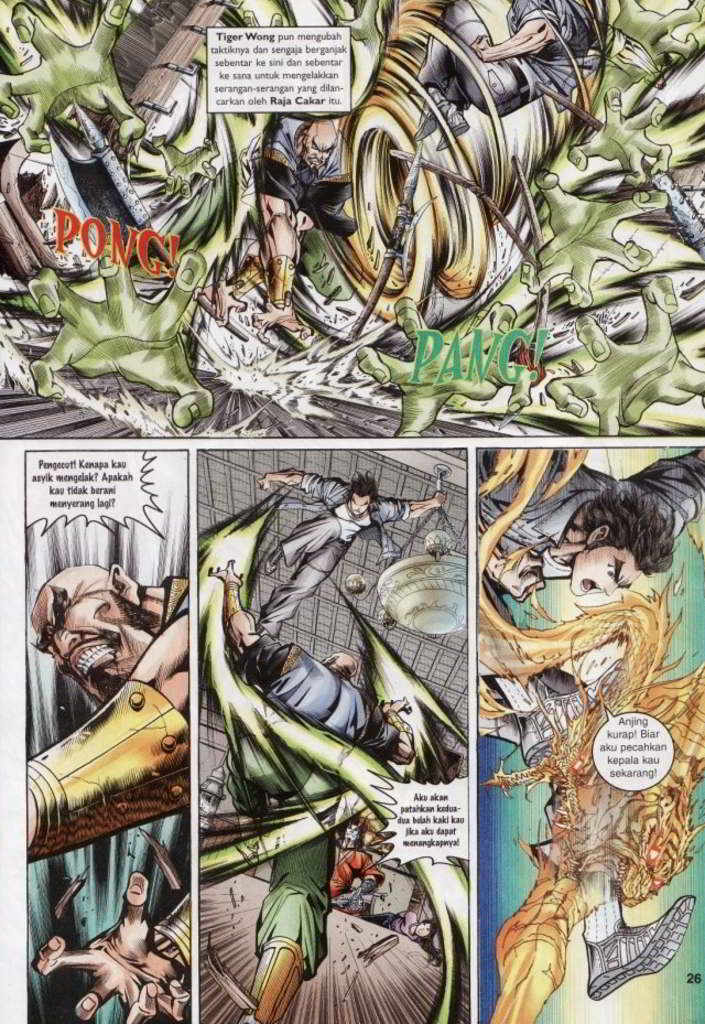 Tiger Wong pun mengubah
taktiknya dan sengaja berganjak
sebentar ke sini dan sebentar
ke sana untuk mengelakkan
serangan-serangan yang dilan-
carkan oleh Raja Cakar itu.
PONG!
PANG!
Pengecut! Kenapa kau
asyik mengelak? Apakah
kau tidak berani
menyerang lagi?
Aku akan
patahkan kedua-
dua belah kaki kau
jika aku dapat
menangkapnya!
Anjing
kurap! Biar
aku pecahkan
kepala kau
sekarang!
26